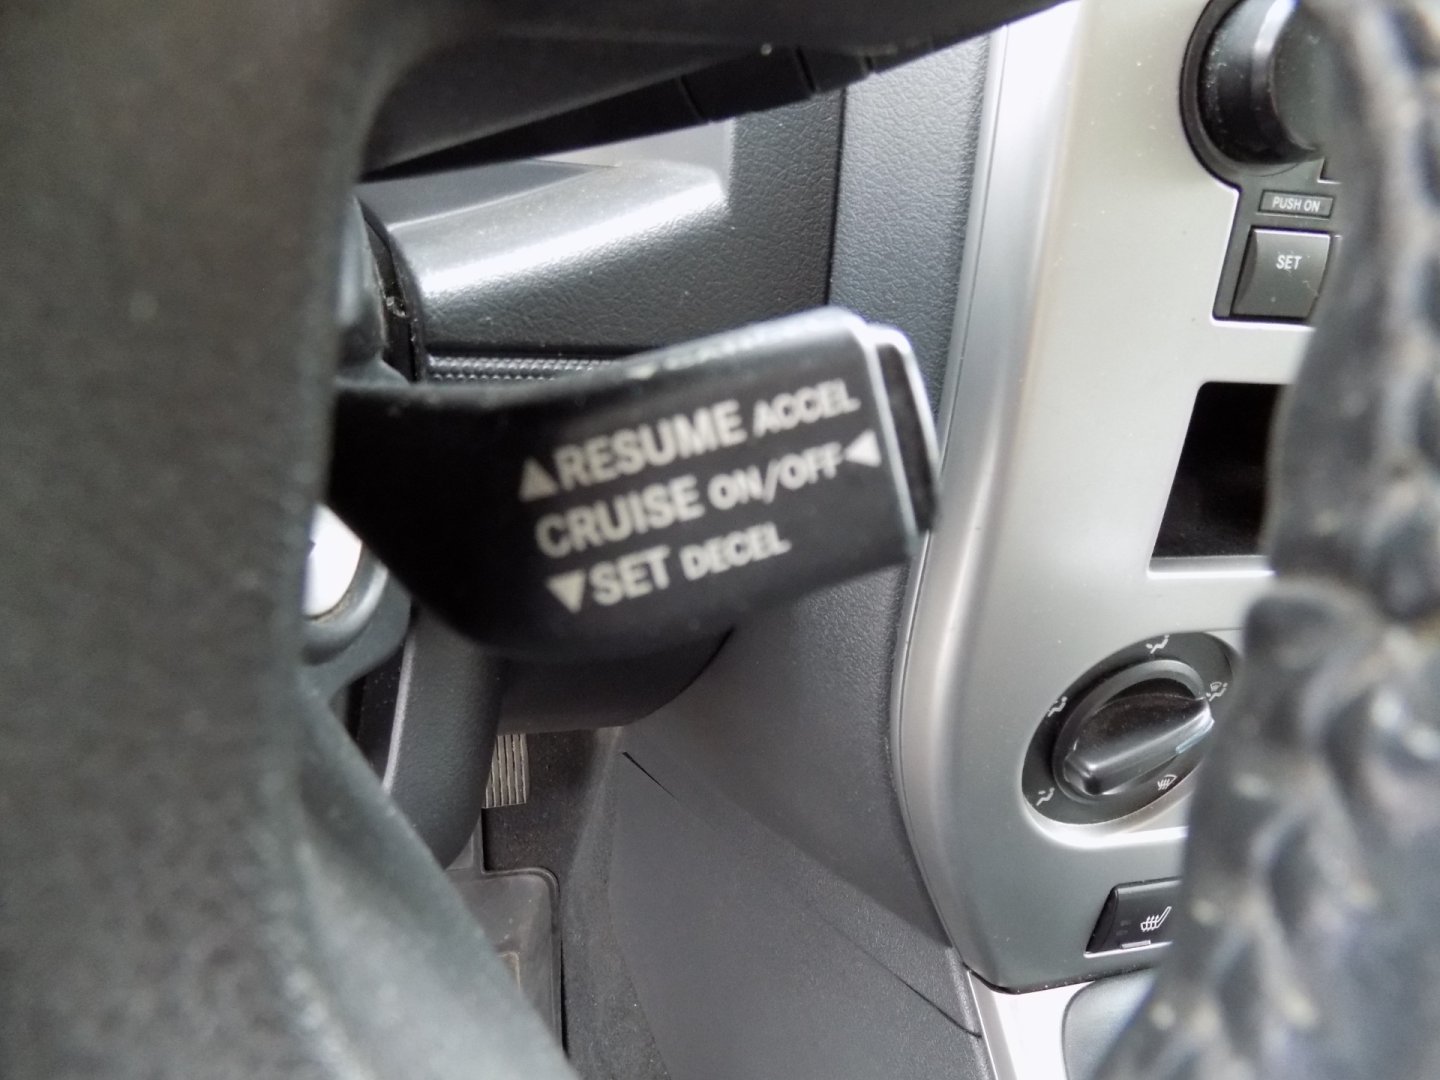 PUSH ON
SET
▲RESUME ACCEL
CRUISE ON/OFF◄
▼SET DECEL